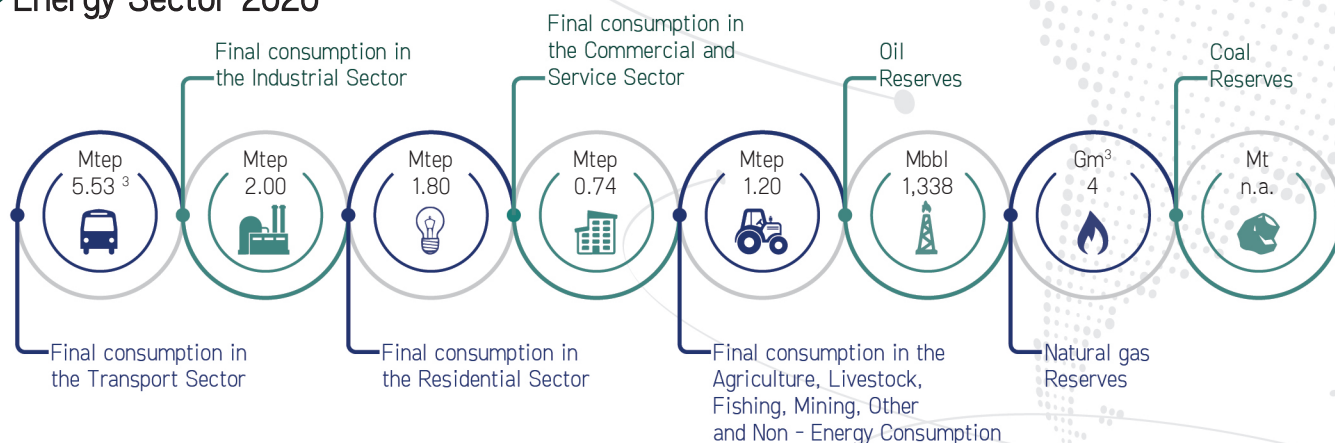 Energy Sector 2020
Final consumption in
the Industrial Sector
Final consumption in
the Commercial and
Service Sector
Oil
Reserves
Coal
Reserves
Mtep
5.53 ³
Mtep
2.00
Mtep
1.80
Mtep
0.74
Mtep
1.20
Mbbl
1,338
Gm³
4
Mt
n.a.
Final consumption in
the Transport Sector
Final consumption in
the Residential Sector
Final consumption in the
Agriculture, Livestock,
Fishing, Mining, Other
and Non - Energy Consumption
Natural gas
Reserves